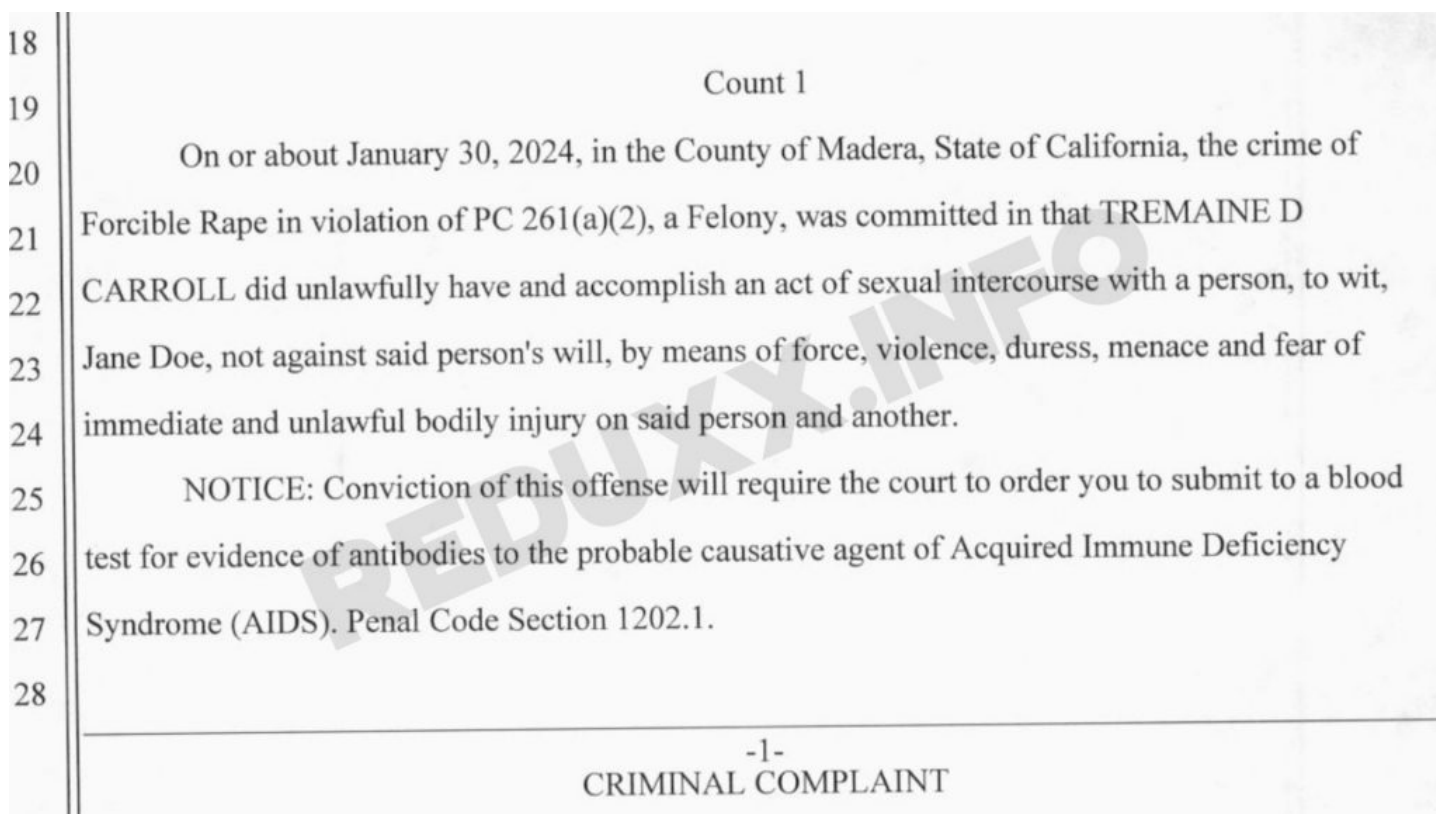 18
Count 1
19
On or about January 30, 2024, in the County of Madera, State of California, the crime of
20
Forcible Rape in violation of PC 261(a)(2), a Felony, was committed in that TREMAINE D
21
CARROLL did unlawfully have and accomplish an act of sexual intercourse with a person, to wit,
22
Jane Doe, not against said person's will, by means of force, violence, duress, menace and fear of
23
immediate and unlawful bodily injury on said person and another.
24
NOTICE: Conviction of this offense will require the court to order you to submit to a blood
25
test for evidence of antibodies to the probable causative agent of Acquired Immune Deficiency
26
Syndrome (AIDS). Penal Code Section 1202.1.
27
28
-1-
CRIMINAL COMPLAINT
REDUXX.INFO